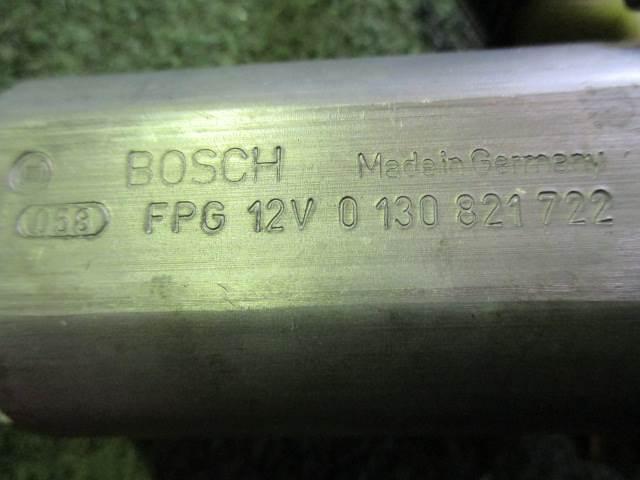 BOSCH Made in Germany
058 FPG 12V 0 130 821 722